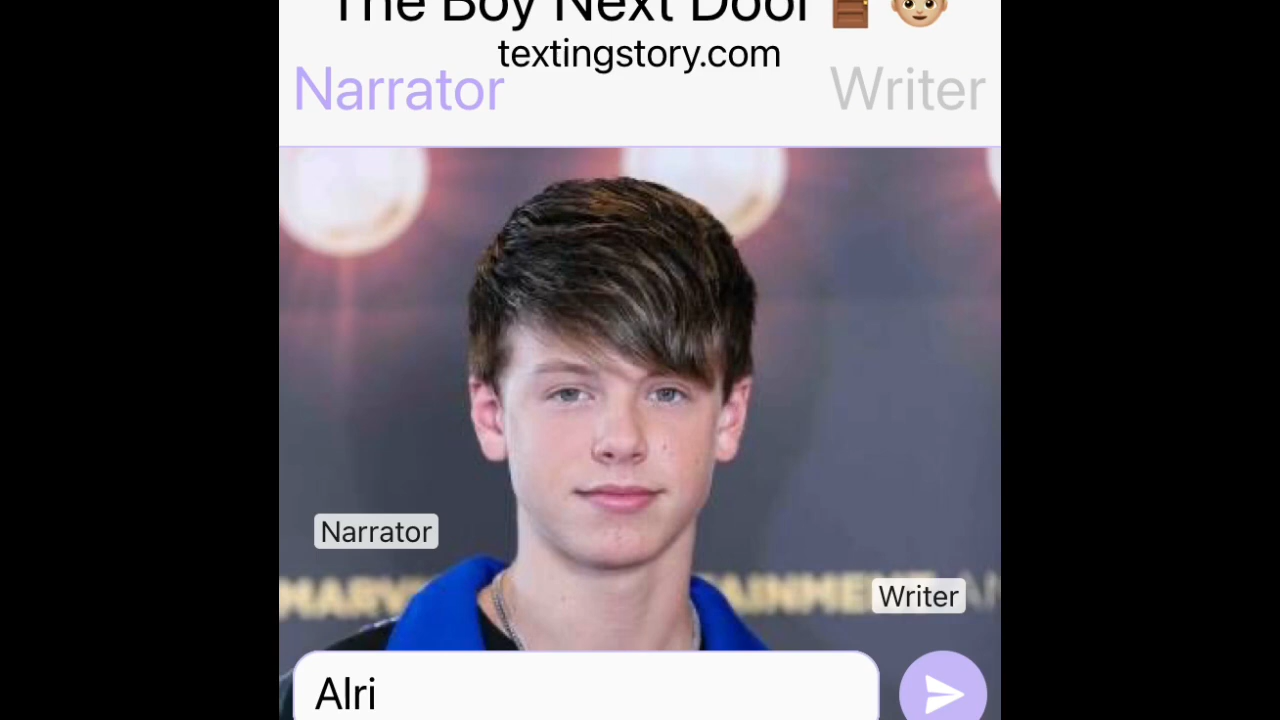 The Boy Next Door
textingstory.com
Narrator
Writer
Narrator
Writer
Alri